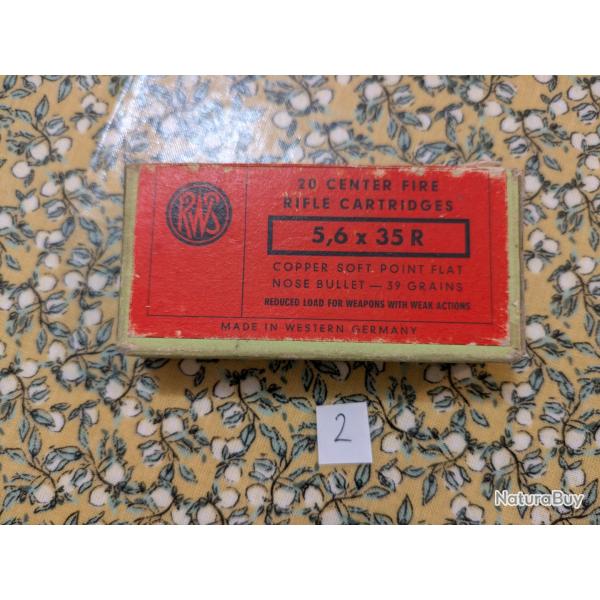 RWS
20 CENTER FIRE
RIFLE CARTRIDGES
5,6 x 35 R
COPPER SOFT POINT FLAT
NOSE BULLET — 39 GRAINS
REDUCED LOAD FOR WEAPONS WITH WEAK ACTIONS
MADE IN WESTERN GERMANY
2
NaturaBuy